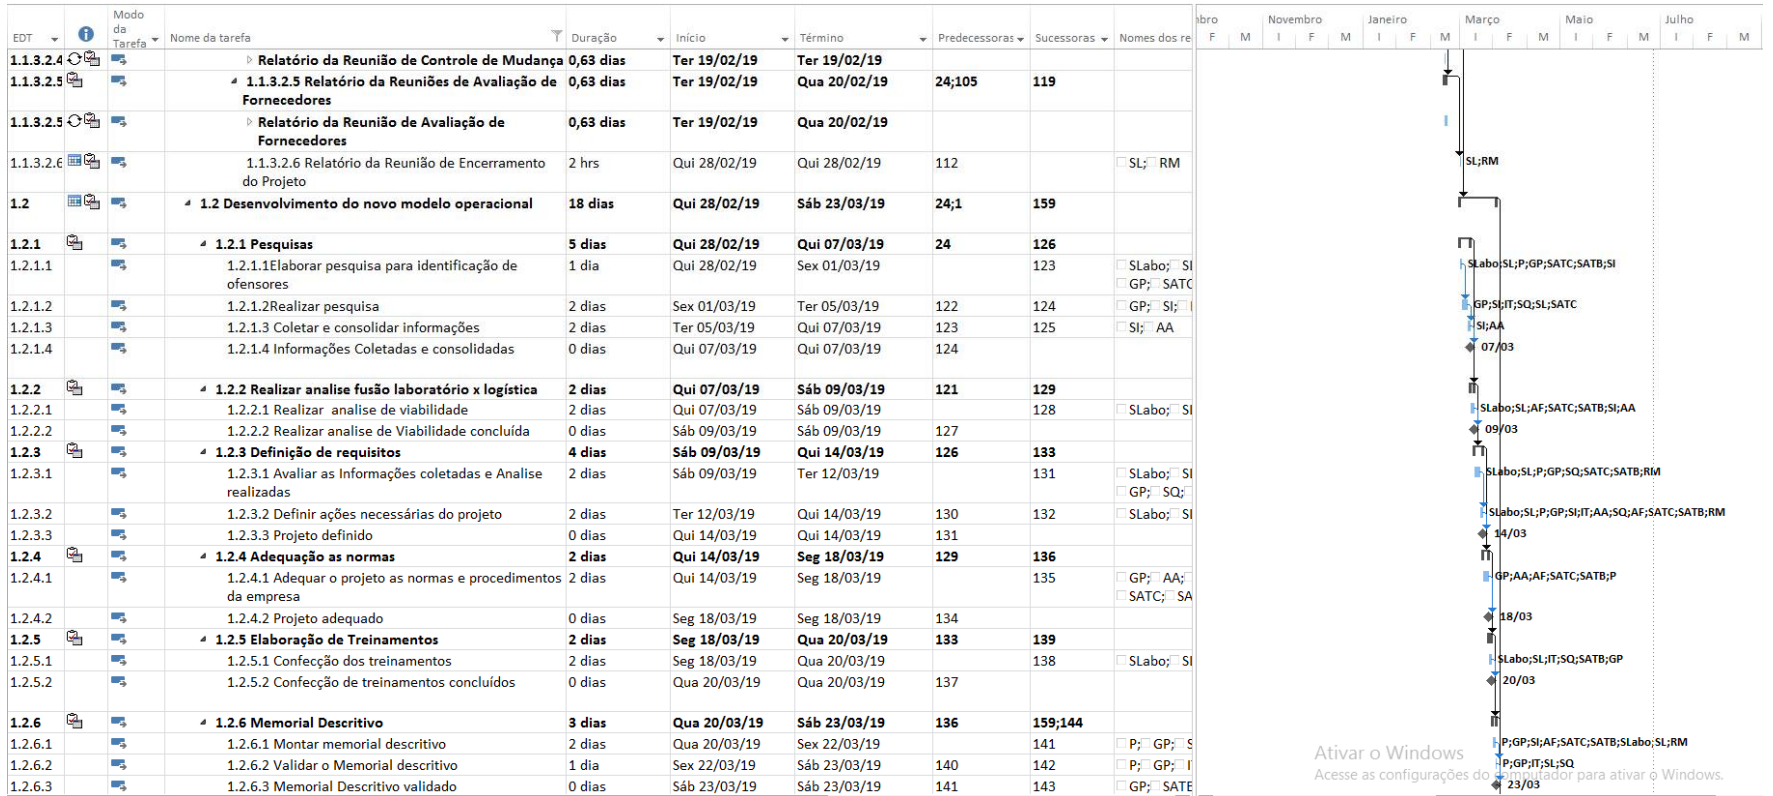 EDT Modo da Tarefa Nome da tarefa Duração Início Término Predecessoras Sucessoras Nomes dos re
bro Novembro Janeiro Março Maio Julho
F M I F M I F M I F M I F M I F M
1.1.3.2.4 Relatório da Reunião de Controle de Mudança 0,63 dias Ter 19/02/19 Ter 19/02/19
1.1.3.2.5 1.1.3.2.5 Relatório da Reuniões de Avaliação de Fornecedores 0,63 dias Ter 19/02/19 Qua 20/02/19 24;105 119
1.1.3.2.5 Relatório da Reunião de Avaliação de Fornecedores 0,63 dias Ter 19/02/19 Qua 20/02/19
1.1.3.2.6 1.1.3.2.6 Relatório da Reunião de Encerramento do Projeto 2 hrs Qui 28/02/19 Qui 28/02/19 112 SL; RM SL;RM
1.2 1.2 Desenvolvimento do novo modelo operacional 18 dias Qui 28/02/19 Sáb 23/03/19 24;1 159
1.2.1 1.2.1 Pesquisas 5 dias Qui 28/02/19 Qui 07/03/19 24 126
1.2.1.1 1.2.1.1Elaborar pesquisa para identificação de ofensores 1 dia Qui 28/02/19 Sex 01/03/19 123 SLabo; SI GP; SATC SLabo;SL;P;GP;SATC;SATB;SI
1.2.1.2 1.2.1.2Realizar pesquisa 2 dias Sex 01/03/19 Ter 05/03/19 122 124 GP; SI; GP;SI;IT;SQ;SL;SATC
1.2.1.3 1.2.1.3 Coletar e consolidar informações 2 dias Ter 05/03/19 Qui 07/03/19 123 125 SI; AA SI;AA
1.2.1.4 1.2.1.4 Informações Coletadas e consolidadas 0 dias Qui 07/03/19 Qui 07/03/19 124 07/03
1.2.2 1.2.2 Realizar analise fusão laboratório x logística 2 dias Qui 07/03/19 Sáb 09/03/19 121 129
1.2.2.1 1.2.2.1 Realizar analise de viabilidade 2 dias Qui 07/03/19 Sáb 09/03/19 128 SLabo; SI SLabo;SL;AF;SATC;SATB;SI;AA
1.2.2.2 1.2.2.2 Realizar analise de Viabilidade concluída 0 dias Sáb 09/03/19 Sáb 09/03/19 127 09/03
1.2.3 1.2.3 Definição de requisitos 4 dias Sáb 09/03/19 Qui 14/03/19 126 133
1.2.3.1 1.2.3.1 Avaliar as Informações coletadas e Analise realizadas 2 dias Sáb 09/03/19 Ter 12/03/19 131 SLabo; SI GP; SQ; SLabo;SL;P;GP;SQ;SATC;SATB;RM
1.2.3.2 1.2.3.2 Definir ações necessárias do projeto 2 dias Ter 12/03/19 Qui 14/03/19 130 132 SLabo; SI SLabo;SL;P;GP;SI;IT;AA;SQ;AF;SATC;SATB;RM
1.2.3.3 1.2.3.3 Projeto definido 0 dias Qui 14/03/19 Qui 14/03/19 131 14/03
1.2.4 1.2.4 Adequação as normas 2 dias Qui 14/03/19 Seg 18/03/19 129 136
1.2.4.1 1.2.4.1 Adequar o projeto as normas e procedimentos da empresa 2 dias Qui 14/03/19 Seg 18/03/19 135 GP; AA; SATC; SA GP;AA;AF;SATC;SATB;P
1.2.4.2 1.2.4.2 Projeto adequado 0 dias Seg 18/03/19 Seg 18/03/19 134 18/03
1.2.5 1.2.5 Elaboração de Treinamentos 2 dias Seg 18/03/19 Qua 20/03/19 133 139
1.2.5.1 1.2.5.1 Confecção dos treinamentos 2 dias Seg 18/03/19 Qua 20/03/19 138 SLabo; SI SLabo;SL;IT;SQ;SATB;GP
1.2.5.2 1.2.5.2 Confecção de treinamentos concluídos 0 dias Qua 20/03/19 Qua 20/03/19 137 20/03
1.2.6 1.2.6 Memorial Descritivo 3 dias Qua 20/03/19 Sáb 23/03/19 136 159;144
1.2.6.1 1.2.6.1 Montar memorial descritivo 2 dias Qua 20/03/19 Sex 22/03/19 141 P; GP; S P;GP;SI;AF;SATC;SATB;SLabo;SL;RM
1.2.6.2 1.2.6.2 Validar o Memorial descritivo 1 dia Sex 22/03/19 Sáb 23/03/19 140 142 P; GP; I P;GP;IT;SL;SQ
1.2.6.3 1.2.6.3 Memorial Descritivo validado 0 dias Sáb 23/03/19 Sáb 23/03/19 141 143 GP; SATE 23/03
Ativar o Windows
Acesse as configurações do computador para ativar o Windows.